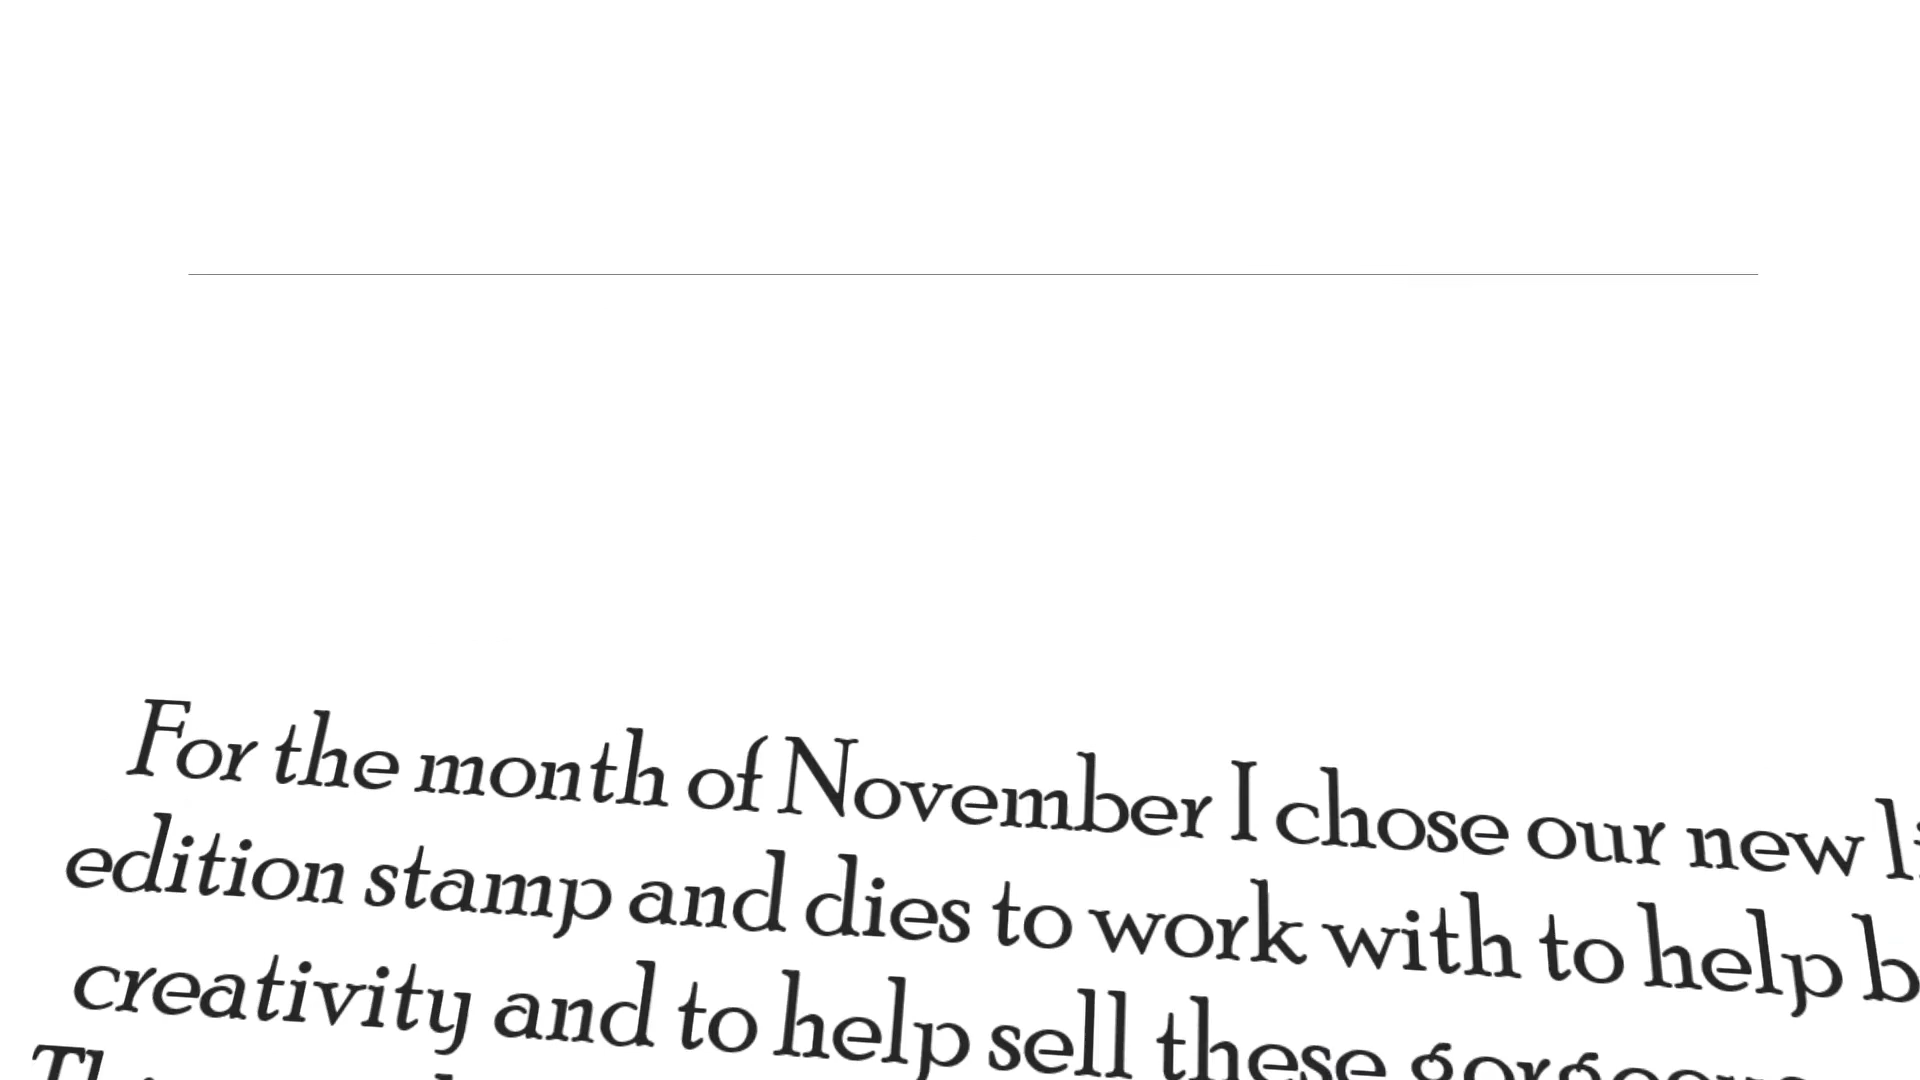 For the month of November I chose our new
edition stamp and dies to work with to help
creativity and to help sell these